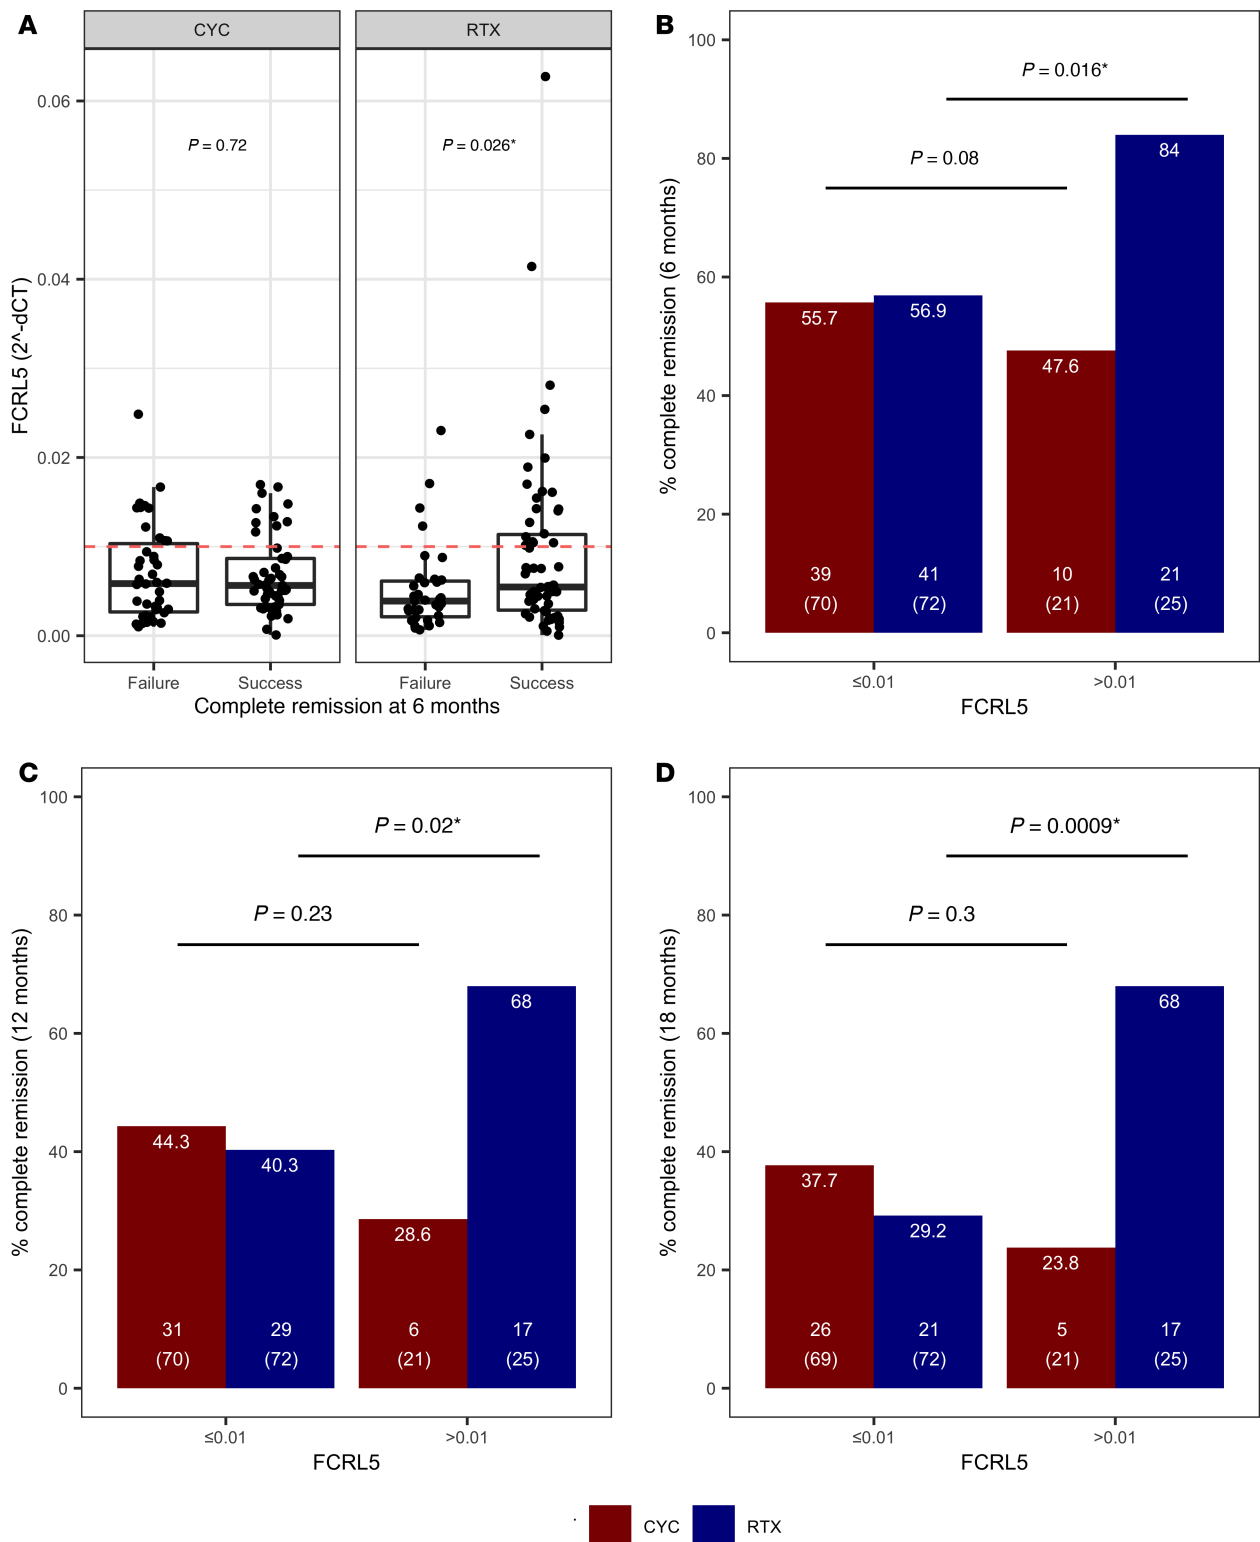 A
CYC
RTX
FCRL5 (2^-dCT)
0.06
0.04
0.02
0.00
P = 0.72
P = 0.026*
Failure
Success
Failure
Success
Complete remission at 6 months
B
% complete remission (6 months)
100
80
60
40
20
0
P = 0.016*
P = 0.08
84
55.7
56.9
47.6
39
41
10
21
(70)
(72)
(21)
(25)
≤0.01
>0.01
FCRL5
C
% complete remission (12 months)
100
80
60
40
20
0
P = 0.02*
P = 0.23
68
44.3
40.3
28.6
31
29
6
17
(70)
(72)
(21)
(25)
≤0.01
>0.01
FCRL5
D
% complete remission (18 months)
100
80
60
40
20
0
P = 0.0009*
P = 0.3
68
37.7
29.2
23.8
26
21
5
17
(69)
(72)
(21)
(25)
≤0.01
>0.01
FCRL5
. CYC RTX